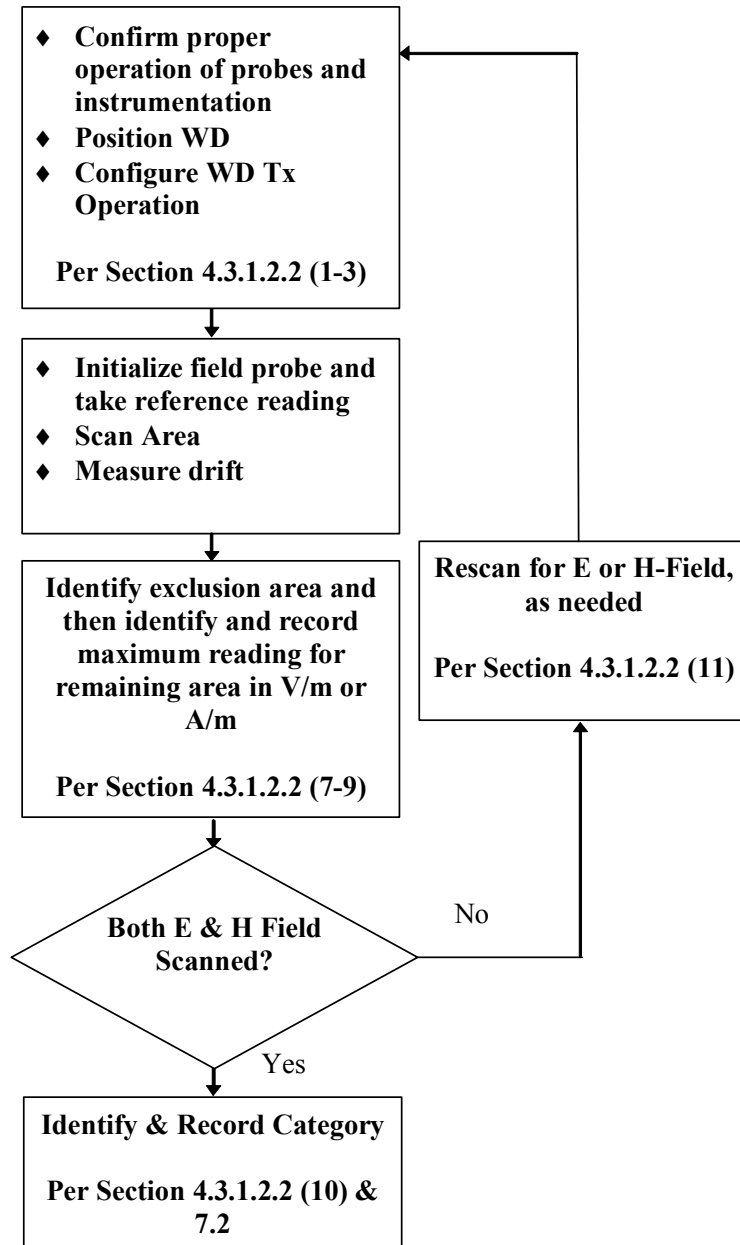 ♦ Confirm proper
operation of probes and
instrumentation
♦ Position WD
♦ Configure WD Tx
Operation
Per Section 4.3.1.2.2 (1-3)
♦ Initialize field probe and
take reference reading
♦ Scan Area
♦ Measure drift
Identify exclusion area and
then identify and record
maximum reading for
remaining area in V/m or
A/m
Per Section 4.3.1.2.2 (7-9)
Rescan for E or H-Field,
as needed
Per Section 4.3.1.2.2 (11)
Both E & H Field
Scanned?
No
Yes
Identify & Record Category
Per Section 4.3.1.2.2 (10) &
7.2